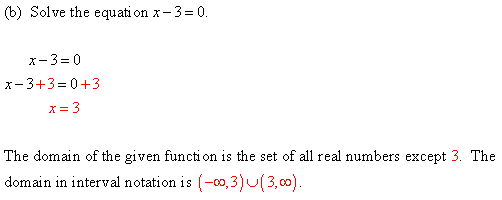 (b) Solve the equation x − 3 = 0.
x − 3 = 0
x − 3 + 3 = 0 + 3
x = 3
The domain of the given function is the set of all real numbers except 3. The
domain in interval notation is (−∞,3)∪(3,∞).